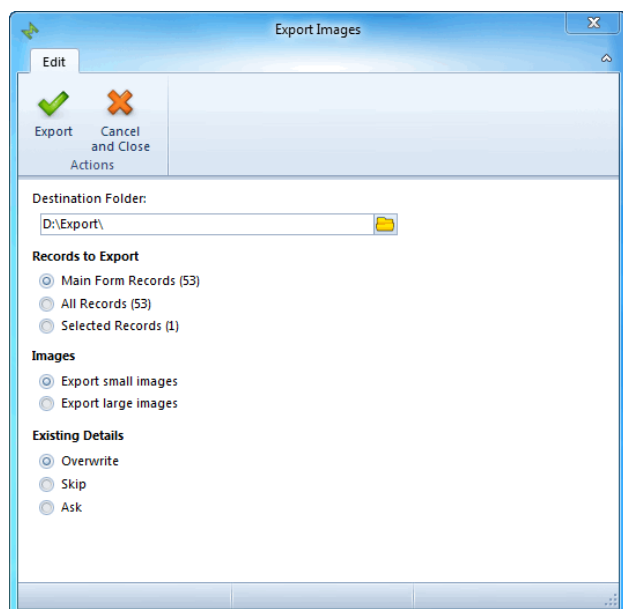 Export Images
Edit
Export
Cancel
and Close
Actions
Destination Folder:
D:\Export\
Records to Export
Main Form Records (53)
All Records (53)
Selected Records (1)
Images
Export small images
Export large images
Existing Details
Overwrite
Skip
Ask